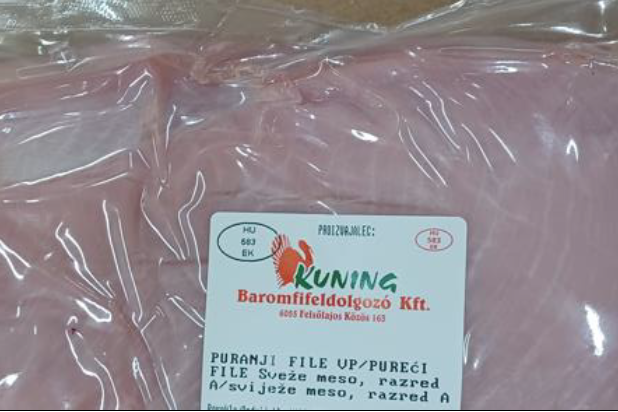 HU
583
EK
PROIZVAJALEC:
HU
583
EK
KUNING
Baromfifeldolgozó Kft.
6055 Felsőlajos Közös 163
PURANJI FILE VP/PUREĆI
FILE Sveže meso, razred
A/svježe meso, razred A